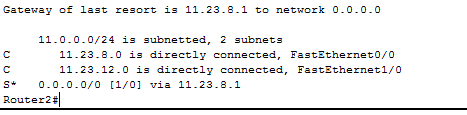 Gateway of last resort is 11.23.8.1 to network 0.0.0.0
11.0.0.0/24 is subnetted, 2 subnets
C 11.23.8.0 is directly connected, FastEthernet0/0
C 11.23.12.0 is directly connected, FastEthernet1/0
S* 0.0.0.0/0 [1/0] via 11.23.8.1
Router2#